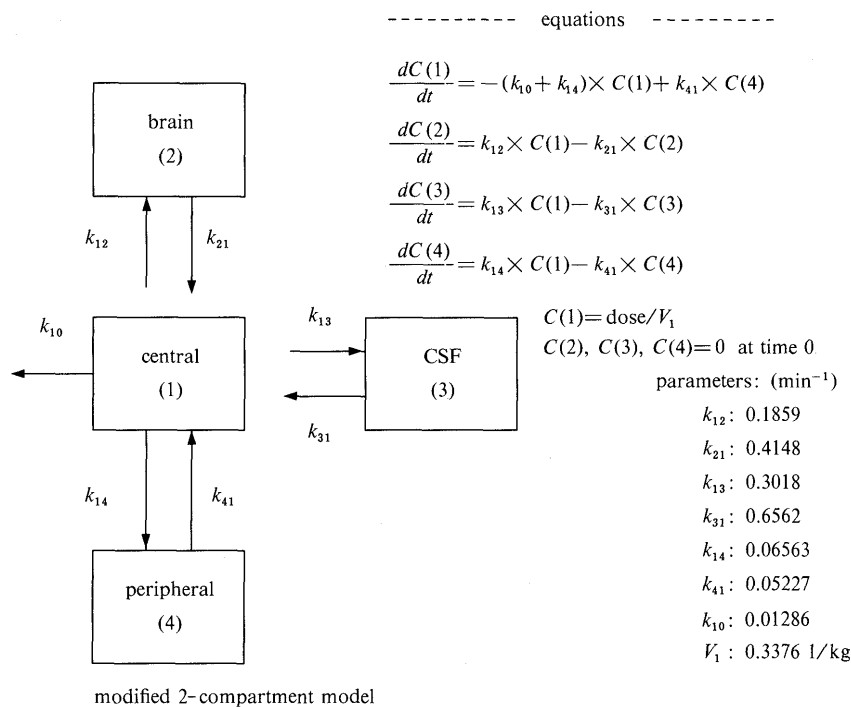 --------- equations ---------
dC(1)/dt = −(k₁₀ + k₁₄) × C(1) + k₄₁ × C(4)
dC(2)/dt = k₁₂ × C(1) − k₂₁ × C(2)
dC(3)/dt = k₁₃ × C(1) − k₃₁ × C(3)
dC(4)/dt = k₁₄ × C(1) − k₄₁ × C(4)
C(1)=dose/V₁
C(2), C(3), C(4)=0 at time 0
parameters: (min⁻¹)
k₁₂: 0.1859
k₂₁: 0.4148
k₁₃: 0.3018
k₃₁: 0.6562
k₁₄: 0.06563
k₄₁: 0.05227
k₁₀: 0.01286
V₁: 0.3376 l/kg
brain
(2)
k₁₂
k₂₁
k₁₀
central
(1)
k₁₃
k₃₁
CSF
(3)
k₁₄
k₄₁
peripheral
(4)
modified 2-compartment model